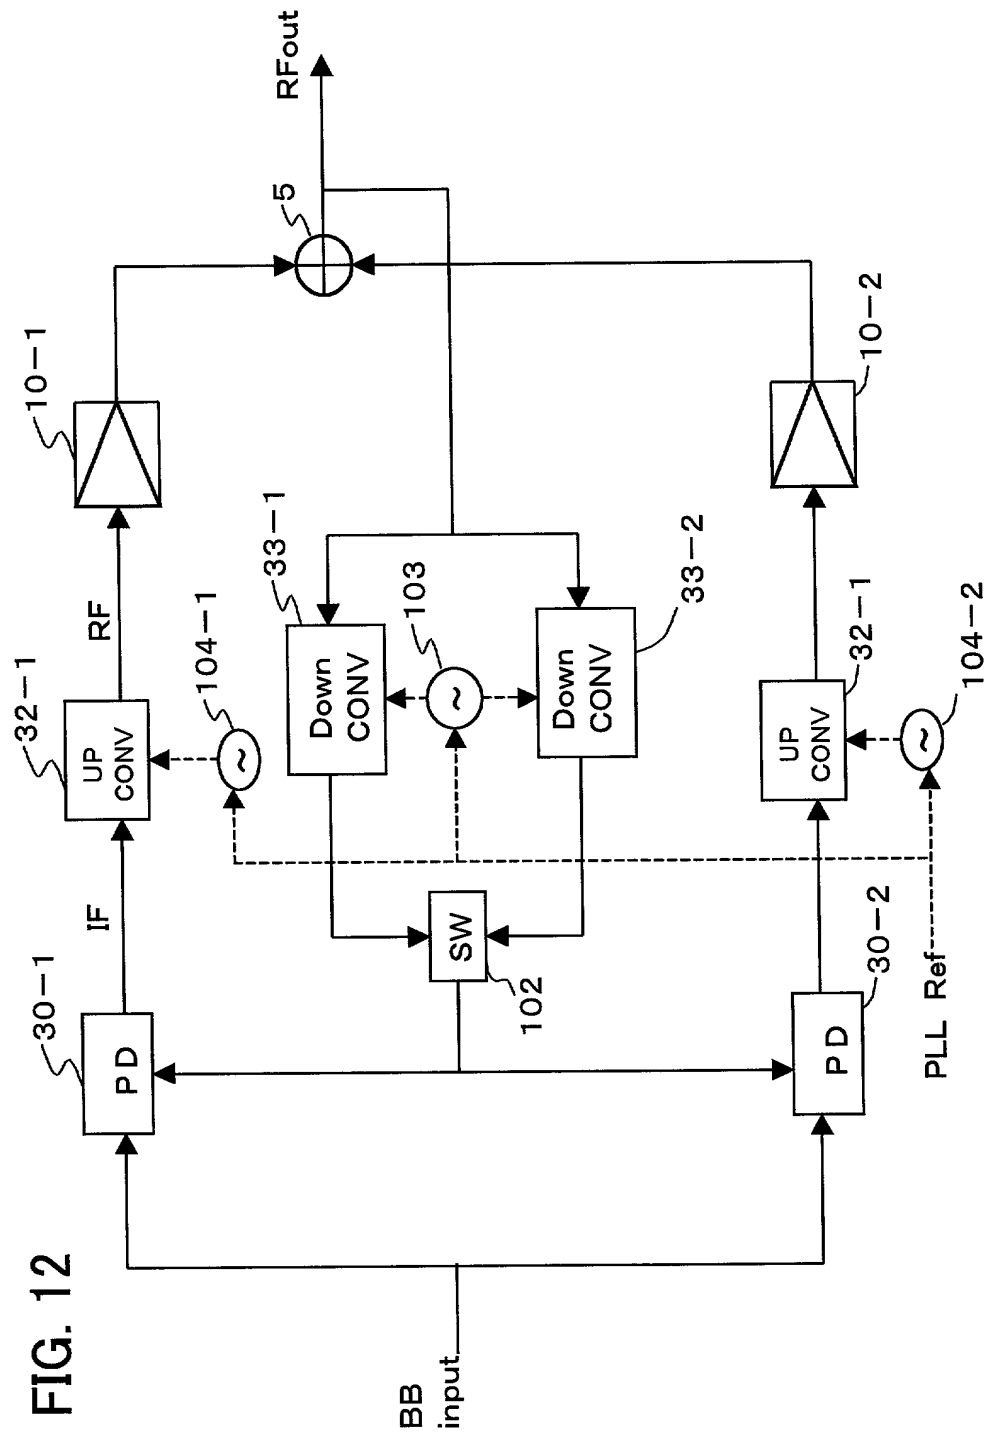 FIG. 12
BB
input
30-1
PD
IF
32-1
UP
CONV
RF
104-1
~
10-1
5
RFout
33-1
Down
CONV
103
~
33-2
Down
CONV
SW
102
30-2
PD
32-1
UP
CONV
104-2
~
10-2
PLL Ref